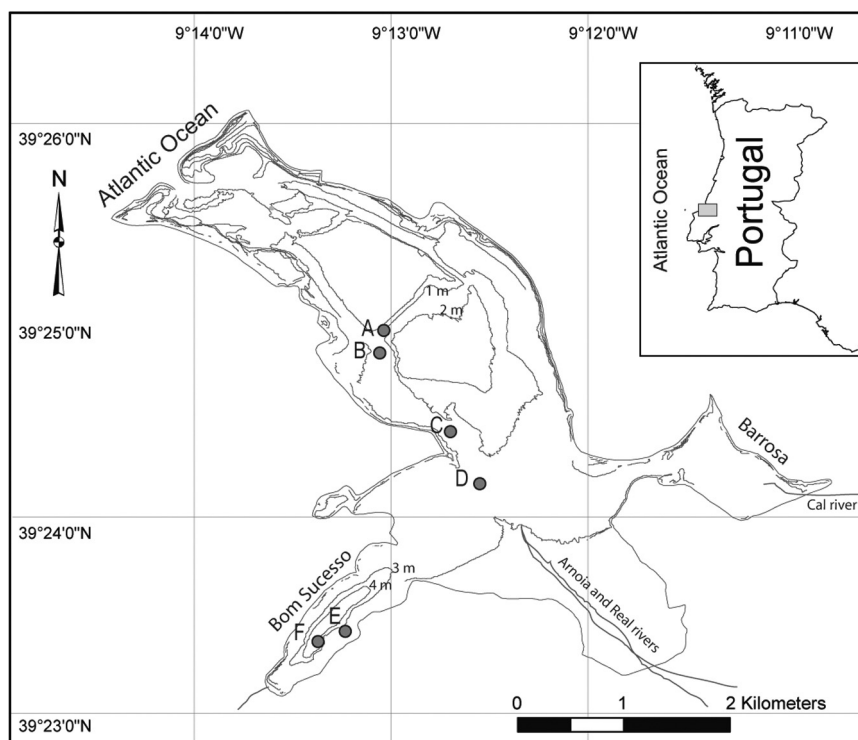 9°14'0"W
9°13'0"W
9°12'0"W
9°11'0"W
39°26'0"N
Atlantic Ocean
N
Atlantic Ocean
Portugal
1 m
2 m
39°25'0"N
A
B
C
D
Barrosa
Cal river
39°24'0"N
Bom Sucesso
3 m
4 m
E
F
Arnoia and Real rivers
39°23'0"N
0 1 2 Kilometers